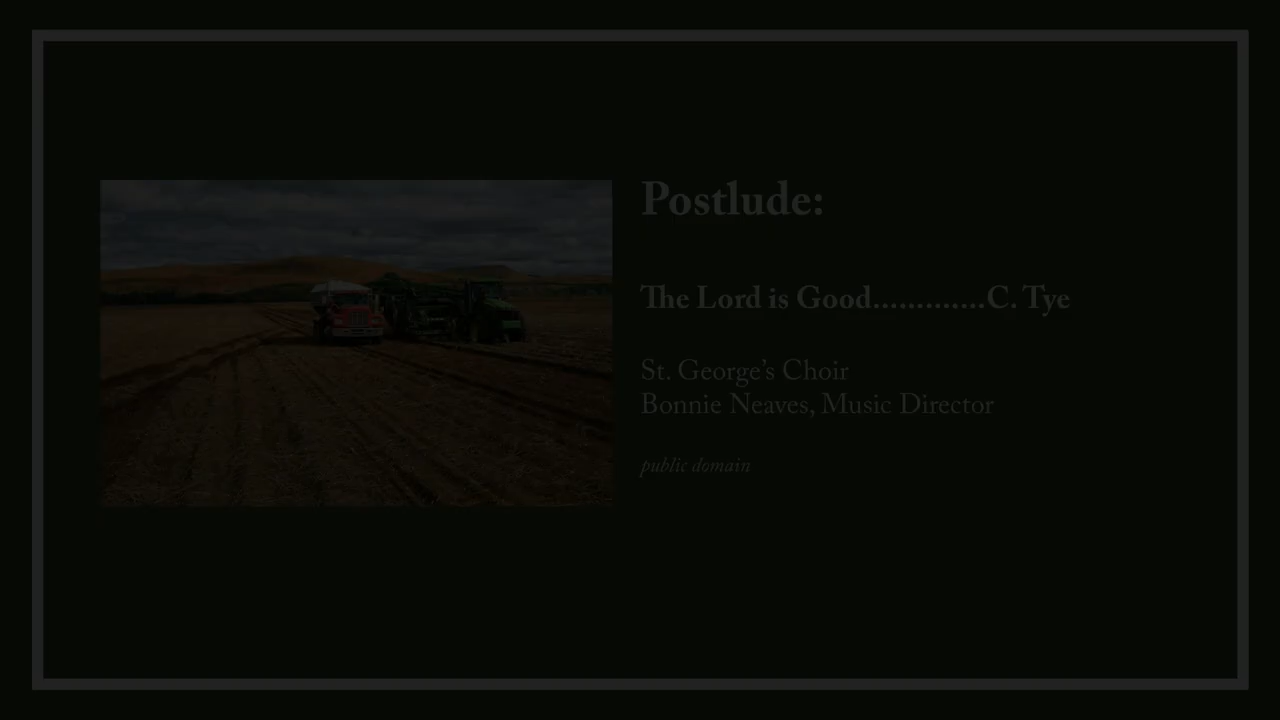 Postlude:
The Lord is Good.............C. Tye
St. George’s Choir
Bonnie Neaves, Music Director
public domain